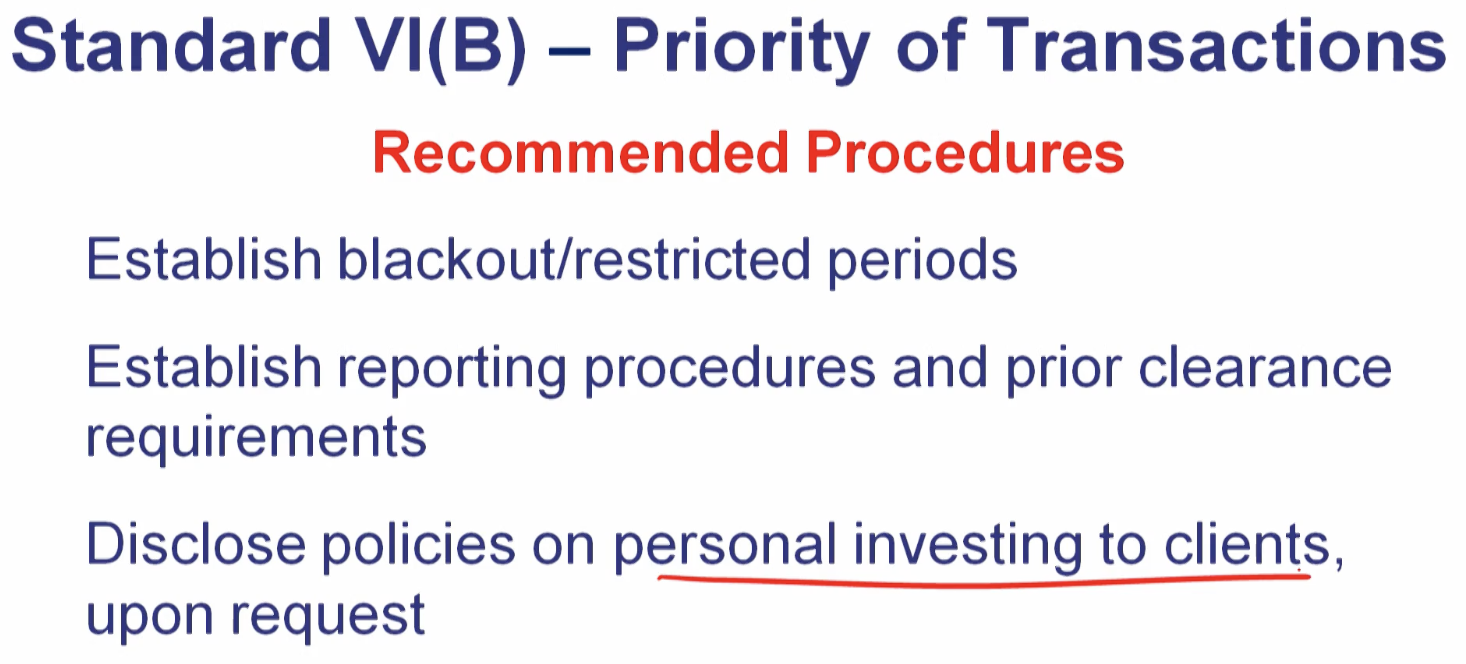 Standard VI(B) – Priority of Transactions
Recommended Procedures
Establish blackout/restricted periods
Establish reporting procedures and prior clearance
requirements
Disclose policies on personal investing to clients,
upon request